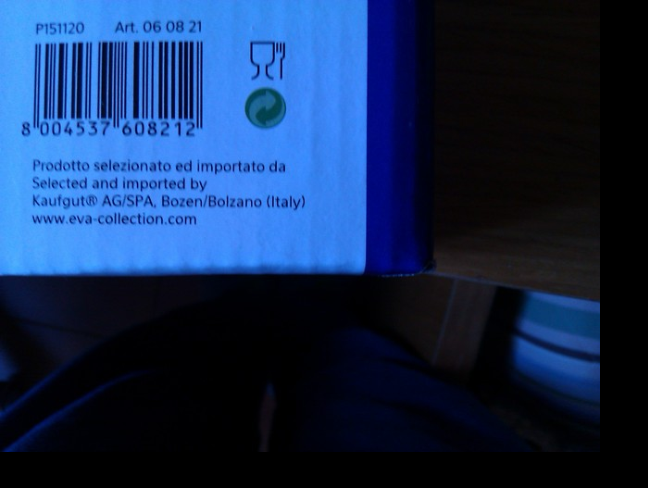 P151120 Art. 06 08 21
8 004537 608212
Prodotto selezionato ed importato da
Selected and imported by
Kaufgut® AG/SPA, Bozen/Bolzano (Italy)
www.eva-collection.com